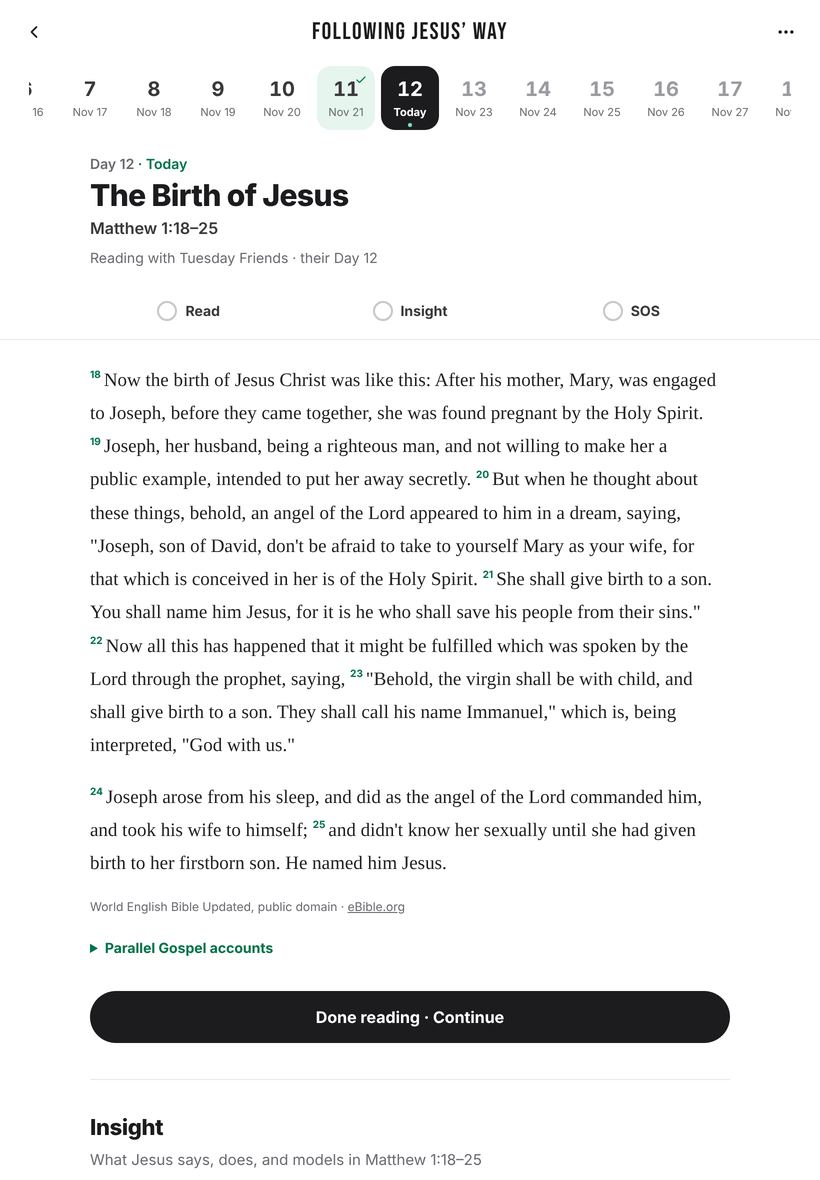 FOLLOWING JESUS’ WAY
7 8 9 10 11 12 13 14 15 16 17
16 Nov 17 Nov 18 Nov 19 Nov 20 Nov 21 Today Nov 23 Nov 24 Nov 25 Nov 26 Nov 27
Day 12 · Today
The Birth of Jesus
Matthew 1:18–25
Reading with Tuesday Friends · their Day 12
Read Insight SOS
18 Now the birth of Jesus Christ was like this: After his mother, Mary, was engaged
to Joseph, before they came together, she was found pregnant by the Holy Spirit.
19 Joseph, her husband, being a righteous man, and not willing to make her a
public example, intended to put her away secretly. 20 But when he thought about
these things, behold, an angel of the Lord appeared to him in a dream, saying,
"Joseph, son of David, don't be afraid to take to yourself Mary as your wife, for
that which is conceived in her is of the Holy Spirit. 21 She shall give birth to a son.
You shall name him Jesus, for it is he who shall save his people from their sins."
22 Now all this has happened that it might be fulfilled which was spoken by the
Lord through the prophet, saying, 23 "Behold, the virgin shall be with child, and
shall give birth to a son. They shall call his name Immanuel," which is, being
interpreted, "God with us."
24 Joseph arose from his sleep, and did as the angel of the Lord commanded him,
and took his wife to himself; 25 and didn't know her sexually until she had given
birth to her firstborn son. He named him Jesus.
World English Bible Updated, public domain · eBible.org
Parallel Gospel accounts
Done reading · Continue
Insight
What Jesus says, does, and models in Matthew 1:18–25